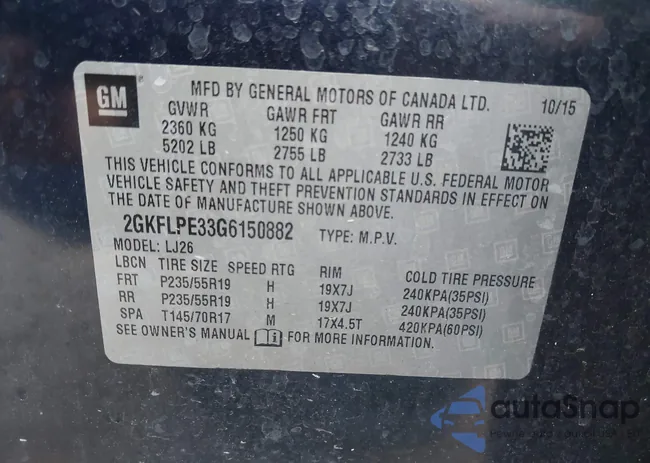 GM
MFD BY GENERAL MOTORS OF CANADA LTD. 10/15
GVWR GAWR FRT GAWR RR
2360 KG 1250 KG 1240 KG
5202 LB 2755 LB 2733 LB
THIS VEHICLE CONFORMS TO ALL APPLICABLE U.S. FEDERAL MOTOR
VEHICLE SAFETY AND THEFT PREVENTION STANDARDS IN EFFECT ON
THE DATE OF MANUFACTURE SHOWN ABOVE.
2GKFLPE33G6150882 TYPE: M.P.V.
MODEL: LJ26
LBCN TIRE SIZE SPEED RTG RIM COLD TIRE PRESSURE
FRT P235/55R19 H 19X7J 240KPA(35PSI)
RR P235/55R19 H 19X7J 240KPA(35PSI)
SPA T145/70R17 M 17X4.5T 420KPA(60PSI)
SEE OWNER'S MANUAL FOR MORE INFORMATION.
autoSnap